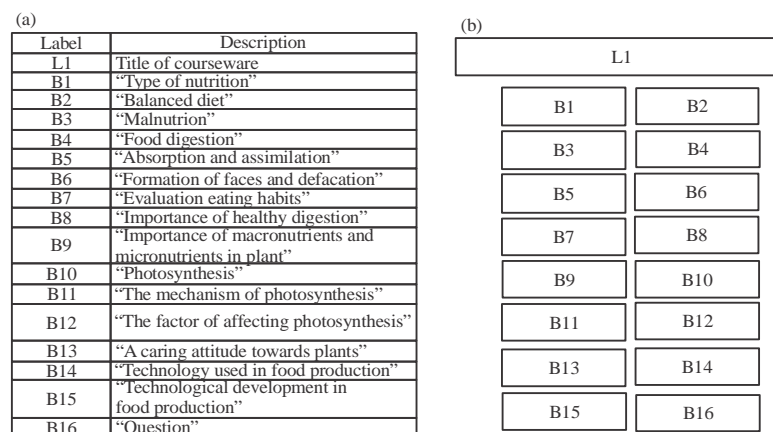 (a)
Label Description
L1 Title of courseware
B1 “Type of nutrition”
B2 “Balanced diet”
B3 “Malnutrion”
B4 “Food digestion”
B5 “Absorption and assimilation”
B6 “Formation of faces and defacation”
B7 “Evaluation eating habits”
B8 “Importance of healthy digestion”
B9 “Importance of macronutrients and
micronutrients in plant”
B10 “Photosynthesis”
B11 “The mechanism of photosynthesis”
B12 “The factor of affecting photosynthesis”
B13 “A caring attitude towards plants”
B14 “Technology used in food production”
B15 “Technological development in
food production”
B16 “Question”
(b)
L1
B1 B2
B3 B4
B5 B6
B7 B8
B9 B10
B11 B12
B13 B14
B15 B16